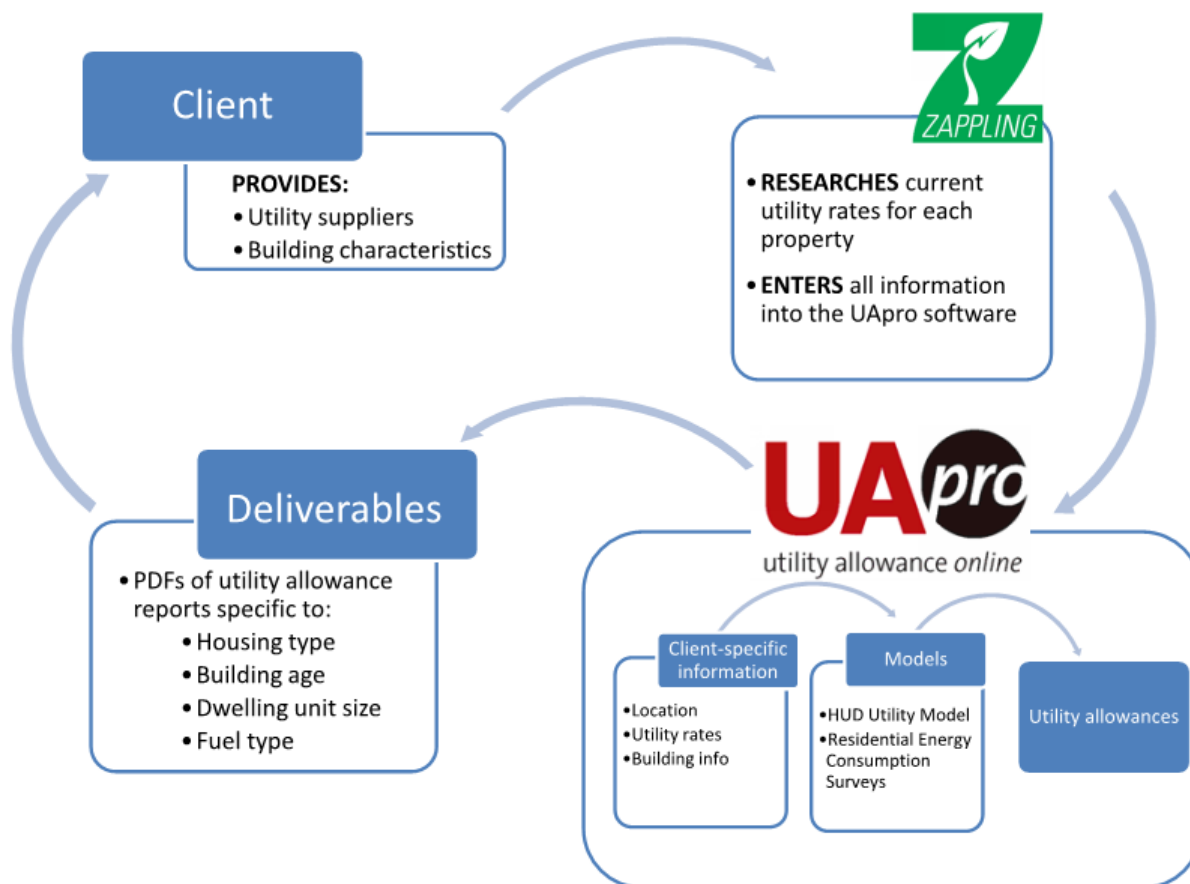 Client
PROVIDES:
• Utility suppliers
• Building characteristics
Z
ZAPPLING
• RESEARCHES current
utility rates for each
property
• ENTERS all information
into the UApro software
UApro
utility allowance online
Client-specific
information
•Location
•Utility rates
•Building info
Models
•HUD Utility Model
•Residential Energy
Consumption
Surveys
Utility allowances
Deliverables
• PDFs of utility allowance
reports specific to:
• Housing type
• Building age
• Dwelling unit size
• Fuel type